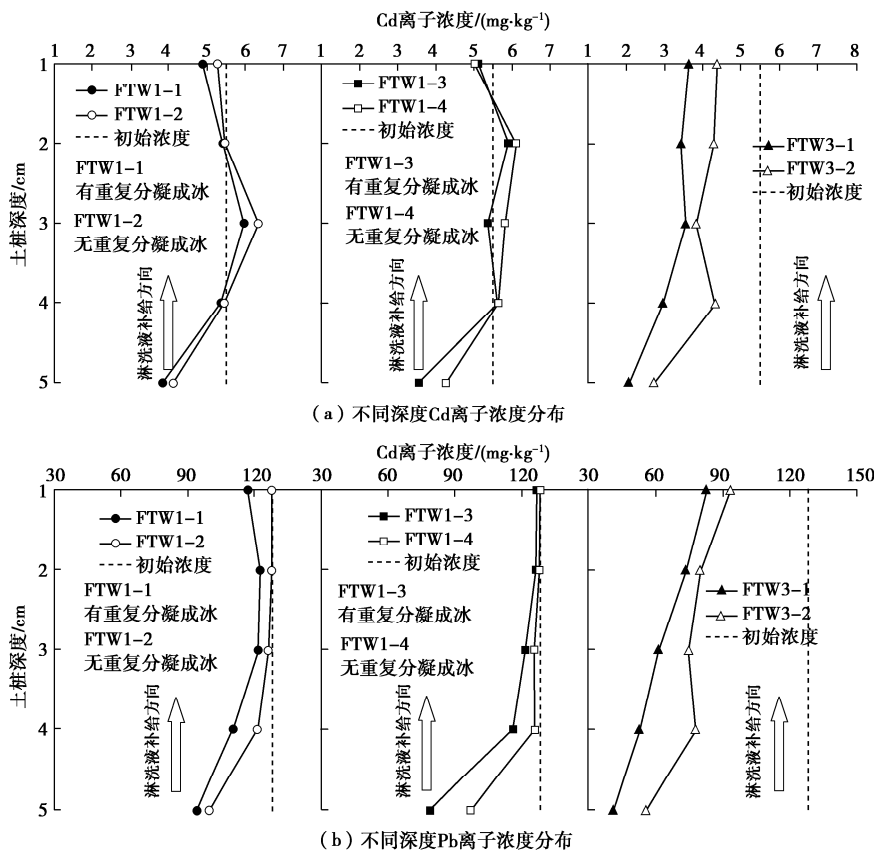 Cd离子浓度/(mg·kg⁻¹)
1 2 3 4 5 6 7 1 2 3 4 5 6 7 1 2 3 4 5 6 7 8
1
2
3
4
5
土桩深度/cm
FTW1-1
FTW1-2
初始浓度
FTW1-1
有重复分凝成冰
FTW1-2
无重复分凝成冰
淋洗液补给方向
FTW1-3
FTW1-4
初始浓度
FTW1-3
有重复分凝成冰
FTW1-4
无重复分凝成冰
淋洗液补给方向
FTW3-1
FTW3-2
初始浓度
淋洗液补给方向
(a)不同深度Cd离子浓度分布
Cd离子浓度/(mg·kg⁻¹)
30 60 90 120 30 60 90 120 30 60 90 120 150
1
2
3
4
5
土桩深度/cm
FTW1-1
FTW1-2
初始浓度
FTW1-1
有重复分凝成冰
FTW1-2
无重复分凝成冰
淋洗液补给方向
FTW1-3
FTW1-4
初始浓度
FTW1-3
有重复分凝成冰
FTW1-4
无重复分凝成冰
淋洗液补给方向
FTW3-1
FTW3-2
初始浓度
淋洗液补给方向
(b)不同深度Pb离子浓度分布